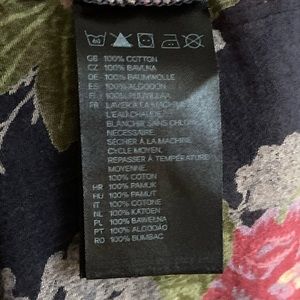 GB 100% COTTON
CZ 100% BAVLNA
DE 100% BAUMWOLLE
ES 100% ALGODÓN
FI 100% PUUVILLA
FR LAVER À LA MACHINE
L'EAU CHAUDE
BLANCHIR SANS CHLORE
NÉCESSAIRE
SÉCHER À LA MACHINE
CYCLE MOYEN
REPASSER À TEMPÉRATURE
MOYENNE
100% COTON
HR 100% PAMUK
HU 100% PAMUT
IT 100% COTONE
NL 100% KATOEN
PL 100% BAWEŁNA
PT 100% ALGODÃO
RO 100% BUMBAC